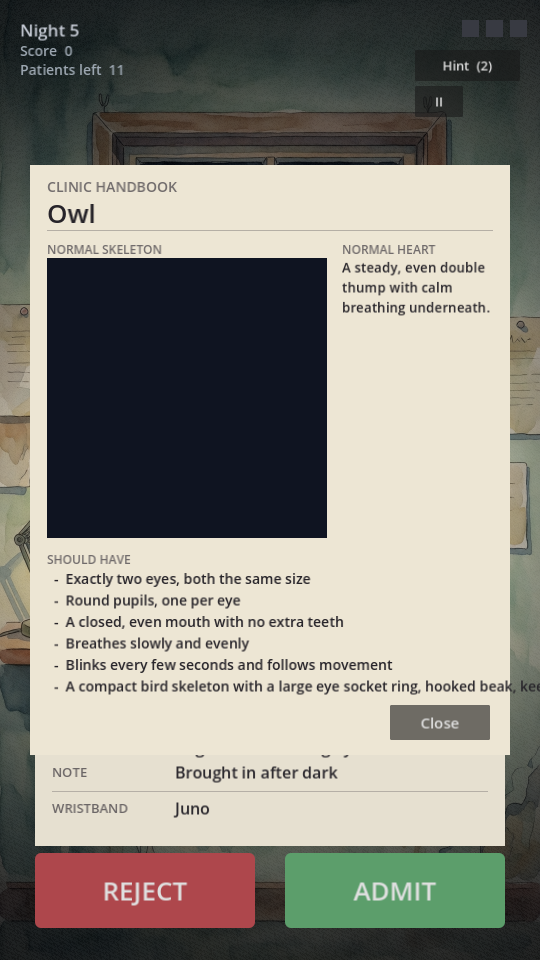 Night 5
Score 0
Patients left 11
Hint (2)
CLINIC HANDBOOK
Owl
NORMAL SKELETON
NORMAL HEART
A steady, even double
thump with calm
breathing underneath.
SHOULD HAVE
- Exactly two eyes, both the same size
- Round pupils, one per eye
- A closed, even mouth with no extra teeth
- Breathes slowly and evenly
- Blinks every few seconds and follows movement
- A compact bird skeleton with a large eye socket ring, hooked beak,
Close
NOTE Brought in after dark
WRISTBAND Juno
REJECT
ADMIT